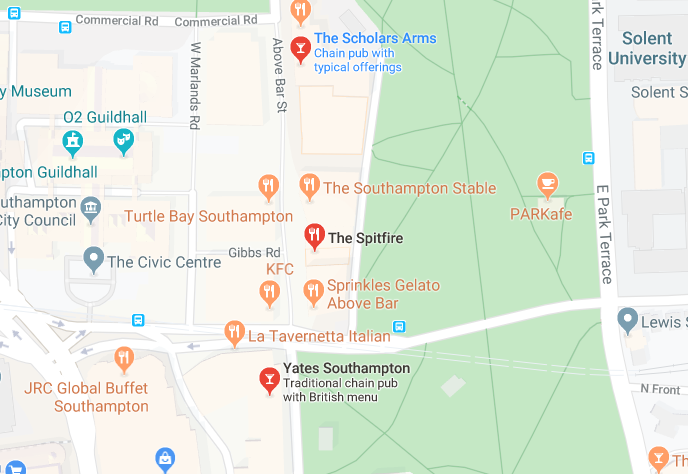 Commercial Rd
Commercial Rd
The Scholars Arms
Chain pub with
typical offerings
Solent
University
Solent S
E Park Terrace
W Marlands Rd
Above Bar St
y Museum
O2 Guildhall
pton Guildhall
outhampton
City Council
The Southampton Stable
Turtle Bay Southampton
PARKafe
E Park Terrace
The Spitfire
Gibbs Rd
The Civic Centre
KFC
Sprinkles Gelato
Above Bar
La Tavernetta Italian
Lewis S
JRC Global Buffet
Southampton
Yates Southampton
Traditional chain pub
with British menu
N Front
Th